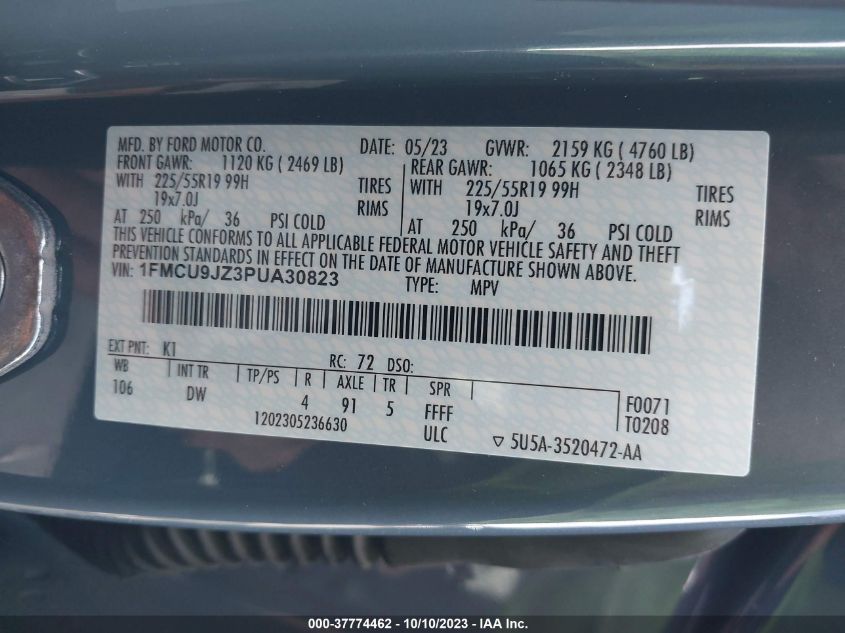 MFD. BY FORD MOTOR CO. DATE: 05/23 GVWR: 2159 KG ( 4760 LB)
FRONT GAWR: 1120 KG ( 2469 LB) REAR GAWR: 1065 KG ( 2348 LB)
WITH 225/55R19 99H TIRES WITH 225/55R19 99H TIRES
19x7.0J RIMS 19x7.0J RIMS
AT 250 kPa/ 36 PSI COLD AT 250 kPa/ 36 PSI COLD
THIS VEHICLE CONFORMS TO ALL APPLICABLE FEDERAL MOTOR VEHICLE SAFETY AND THEFT
PREVENTION STANDARDS IN EFFECT ON THE DATE OF MANUFACTURE SHOWN ABOVE.
VIN: 1FMCU9JZ3PUA30823 TYPE: MPV
EXT PNT: K1 RC: 72 DSO:
WB INT TR TP/PS R AXLE TR SPR
106 DW 4 91 5 FFFF F0071
1202305236630 ULC T0208
▽ 5U5A-3520472-AA
000-37774462 - 10/10/2023 - IAA Inc.